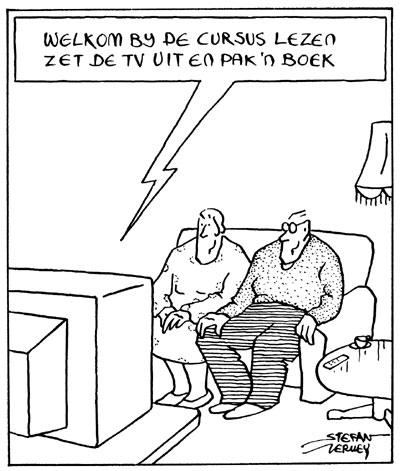 WELKOM BY DE CURSUS LEZEN
ZET DE TV UIT EN PAK 'N BOEK
STEFAN
VERWEY